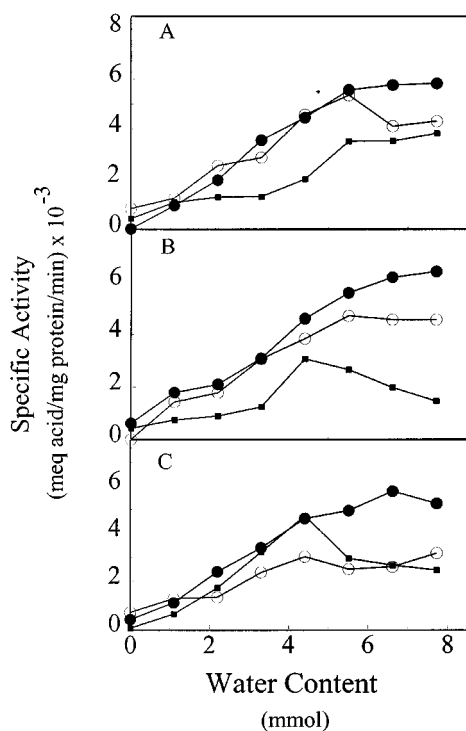 A
8
6
4
2
0
B
6
4
2
0
C
6
4
2
0
Specific Activity
(meq acid/mg protein/min) x 10⁻³
0 2 4 6 8
Water Content
(mmol)